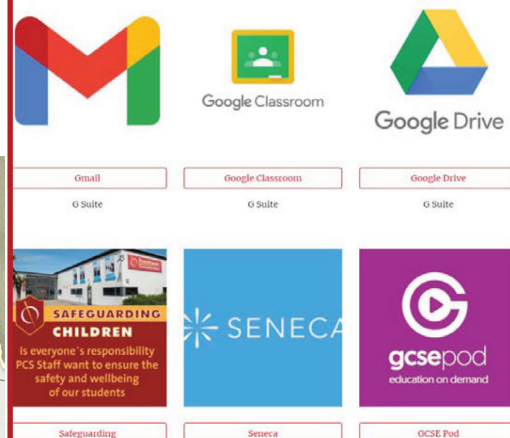 Google Classroom
Google Drive
Gmail
Google Classroom
Google Drive
G Suite
G Suite
G Suite
SAFEGUARDING
CHILDREN
Is everyone's responsibility
PCS Staff want to ensure the
safety and wellbeing
of our students
SENECA
gcsepod
education on demand
Safeguarding
Seneca
GCSE Pod